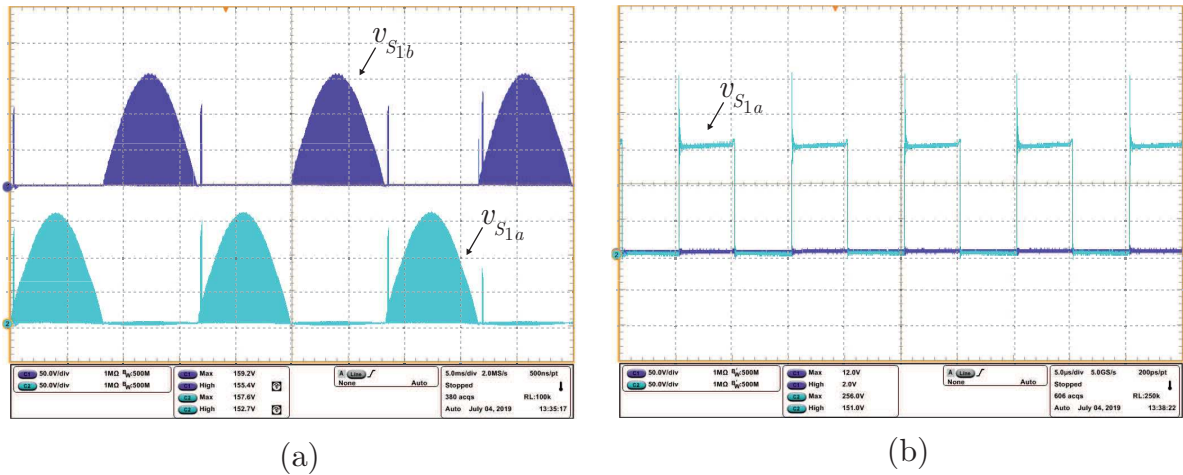 v_{S_{1b}}
v_{S_{1a}}
2
C1 50.0V/div 1MΩ B_W:500M
C2 50.0V/div 1MΩ B_W:500M
C1 Max 159.2V
C1 High 155.4V
C2 Max 157.6V
C2 High 152.7V
A Line
None Auto
5.0ms/div 2.0MS/s 500ns/pt
Stopped
380 acqs RL:100k
Auto July 04, 2019 13:35:17
(a)
v_{S_{1a}}
2
C1 50.0V/div 1MΩ B_W:500M
C2 50.0V/div 1MΩ B_W:500M
C1 Max 12.0V
C1 High 2.0V
C2 Max 256.0V
C2 High 151.0V
A Line
None Auto
5.0µs/div 5.0GS/s 200ps/pt
Stopped
606 acqs RL:250k
Auto July 04, 2019 13:38:22
(b)